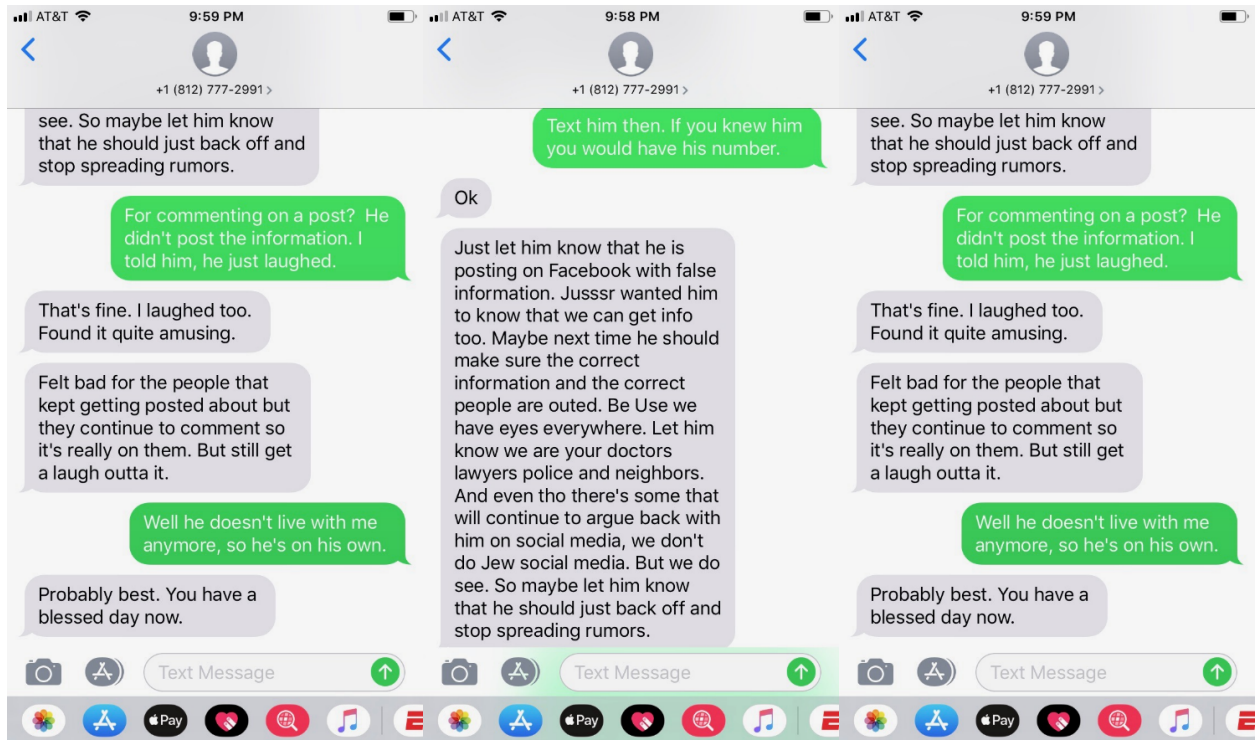 AT&T 9:59 PM
+1 (812) 777-2991 >
see. So maybe let him know
that he should just back off and
stop spreading rumors.
For commenting on a post?  He
didn't post the information. I
told him, he just laughed.
That's fine. I laughed too.
Found it quite amusing.
Felt bad for the people that
kept getting posted about but
they continue to comment so
it's really on them. But still get
a laugh outta it.
Well he doesn't live with me
anymore, so he's on his own.
Probably best. You have a
blessed day now.
Text Message
Pay
AT&T 9:58 PM
+1 (812) 777-2991 >
Text him then. If you knew him
you would have his number.
Ok
Just let him know that he is
posting on Facebook with false
information. Jusssr wanted him
to know that we can get info
too. Maybe next time he should
make sure the correct
information and the correct
people are outed. Be Use we
have eyes everywhere. Let him
know we are your doctors
lawyers police and neighbors.
And even tho there's some that
will continue to argue back with
him on social media, we don't
do Jew social media. But we do
see. So maybe let him know
that he should just back off and
stop spreading rumors.
Text Message
Pay
AT&T 9:59 PM
+1 (812) 777-2991 >
see. So maybe let him know
that he should just back off and
stop spreading rumors.
For commenting on a post?  He
didn't post the information. I
told him, he just laughed.
That's fine. I laughed too.
Found it quite amusing.
Felt bad for the people that
kept getting posted about but
they continue to comment so
it's really on them. But still get
a laugh outta it.
Well he doesn't live with me
anymore, so he's on his own.
Probably best. You have a
blessed day now.
Text Message
Pay